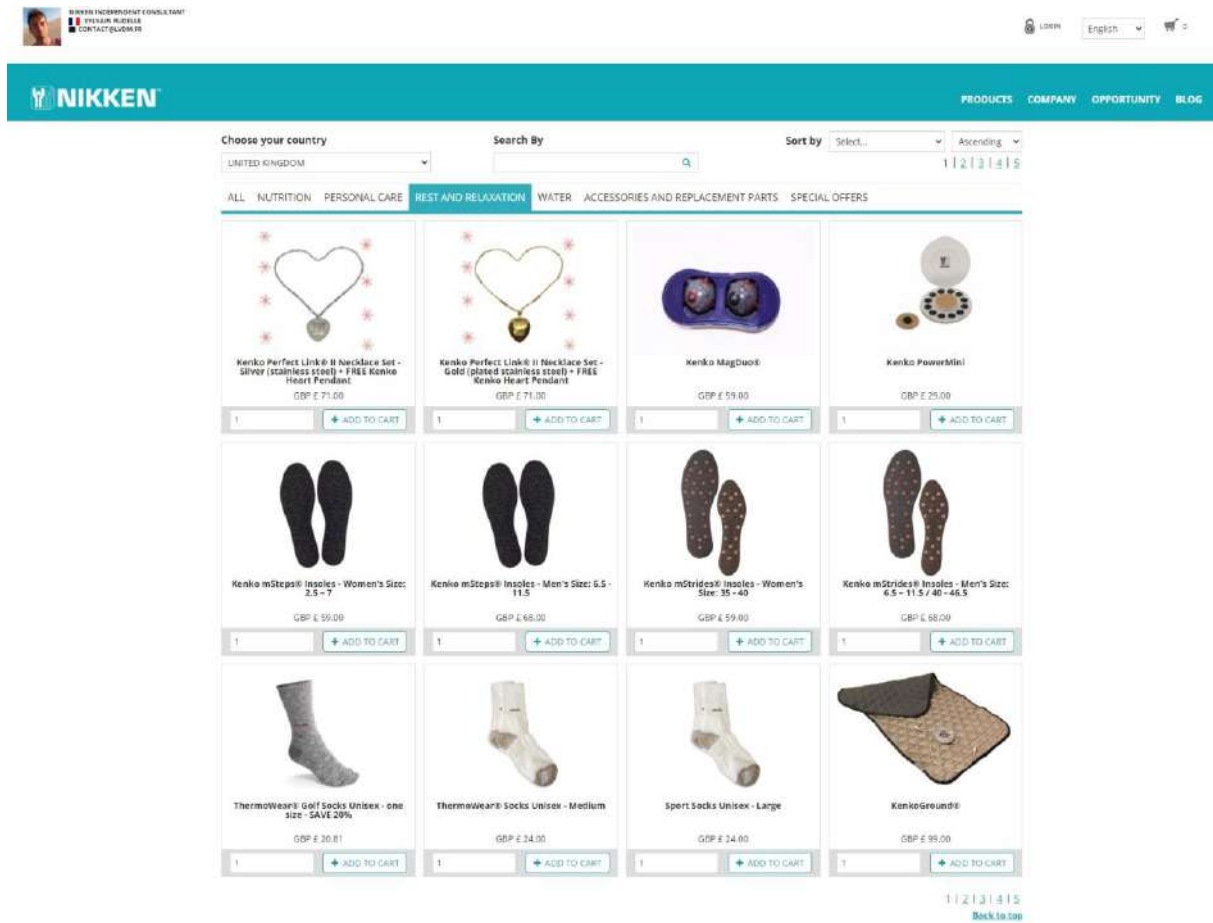 NIKKEN INDEPENDENT CONSULTANT
SYLVAIN RUDELLE
CONTACT@LVDM.FR
LOGIN
English
0
NIKKEN
PRODUCTS COMPANY OPPORTUNITY BLOG
Choose your country
Search By
Sort by Select... Ascending
UNITED KINGDOM
1 | 2 | 3 | 4 | 5
ALL NUTRITION PERSONAL CARE REST AND RELAXATION WATER ACCESSORIES AND REPLACEMENT PARTS SPECIAL OFFERS
Kenko Perfect Link® II Necklace Set -
Silver (stainless steel) + FREE Kenko
Heart Pendant
GBP £ 71.00
1 + ADD TO CART
Kenko Perfect Link® II Necklace Set -
Gold (plated stainless steel) + FREE
Kenko Heart Pendant
GBP £ 71.00
1 + ADD TO CART
Kenko MagDuo®
GBP £ 59.00
1 + ADD TO CART
Kenko PowerMini
GBP £ 29.00
1 + ADD TO CART
Kenko mSteps® Insoles - Women's Size:
2.5 – 7
GBP £ 59.00
1 + ADD TO CART
Kenko mSteps® Insoles - Men's Size: 6.5 -
11.5
GBP £ 68.00
1 + ADD TO CART
Kenko mStrides® Insoles - Women's
Size: 35 - 40
GBP £ 59.00
1 + ADD TO CART
Kenko mStrides® Insoles - Men's Size:
6.5 – 11.5 / 40 - 46.5
GBP £ 68.00
1 + ADD TO CART
ThermoWear® Golf Socks Unisex - one
size - SAVE 20%
GBP £ 20.81
1 + ADD TO CART
ThermoWear® Socks Unisex - Medium
GBP £ 24.00
1 + ADD TO CART
Sport Socks Unisex - Large
GBP £ 24.00
1 + ADD TO CART
KenkoGround®
GBP £ 99.00
1 + ADD TO CART
1 | 2 | 3 | 4 | 5
Back to top